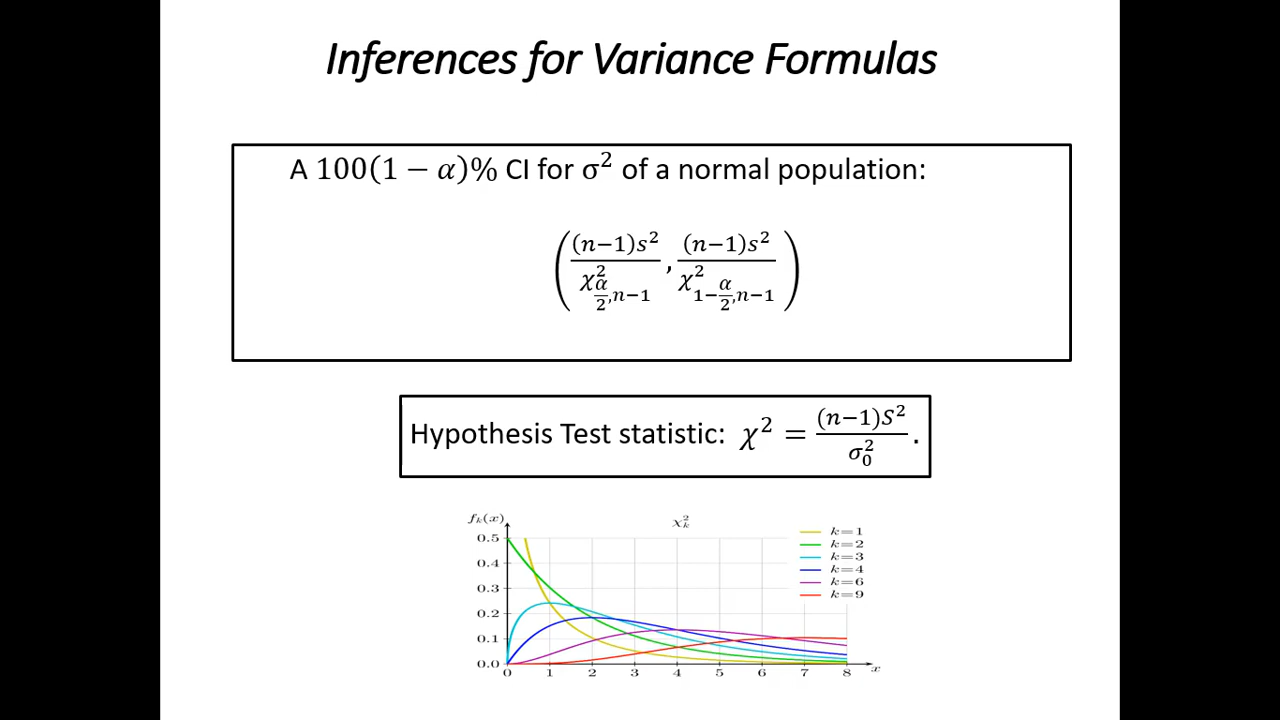 Inferences for Variance Formulas
A 100(1 − α)% CI for σ² of a normal population:
( (n−1)s² / χ²_{α/2,n−1} , (n−1)s² / χ²_{1−α/2,n−1} )
Hypothesis Test statistic: χ² = (n−1)S² / σ₀² .
fₖ(x)
χ²ₖ
k=1
k=2
k=3
k=4
k=6
k=9
0.5
0.4
0.3
0.2
0.1
0.0
0 1 2 3 4 5 6 7 8 x